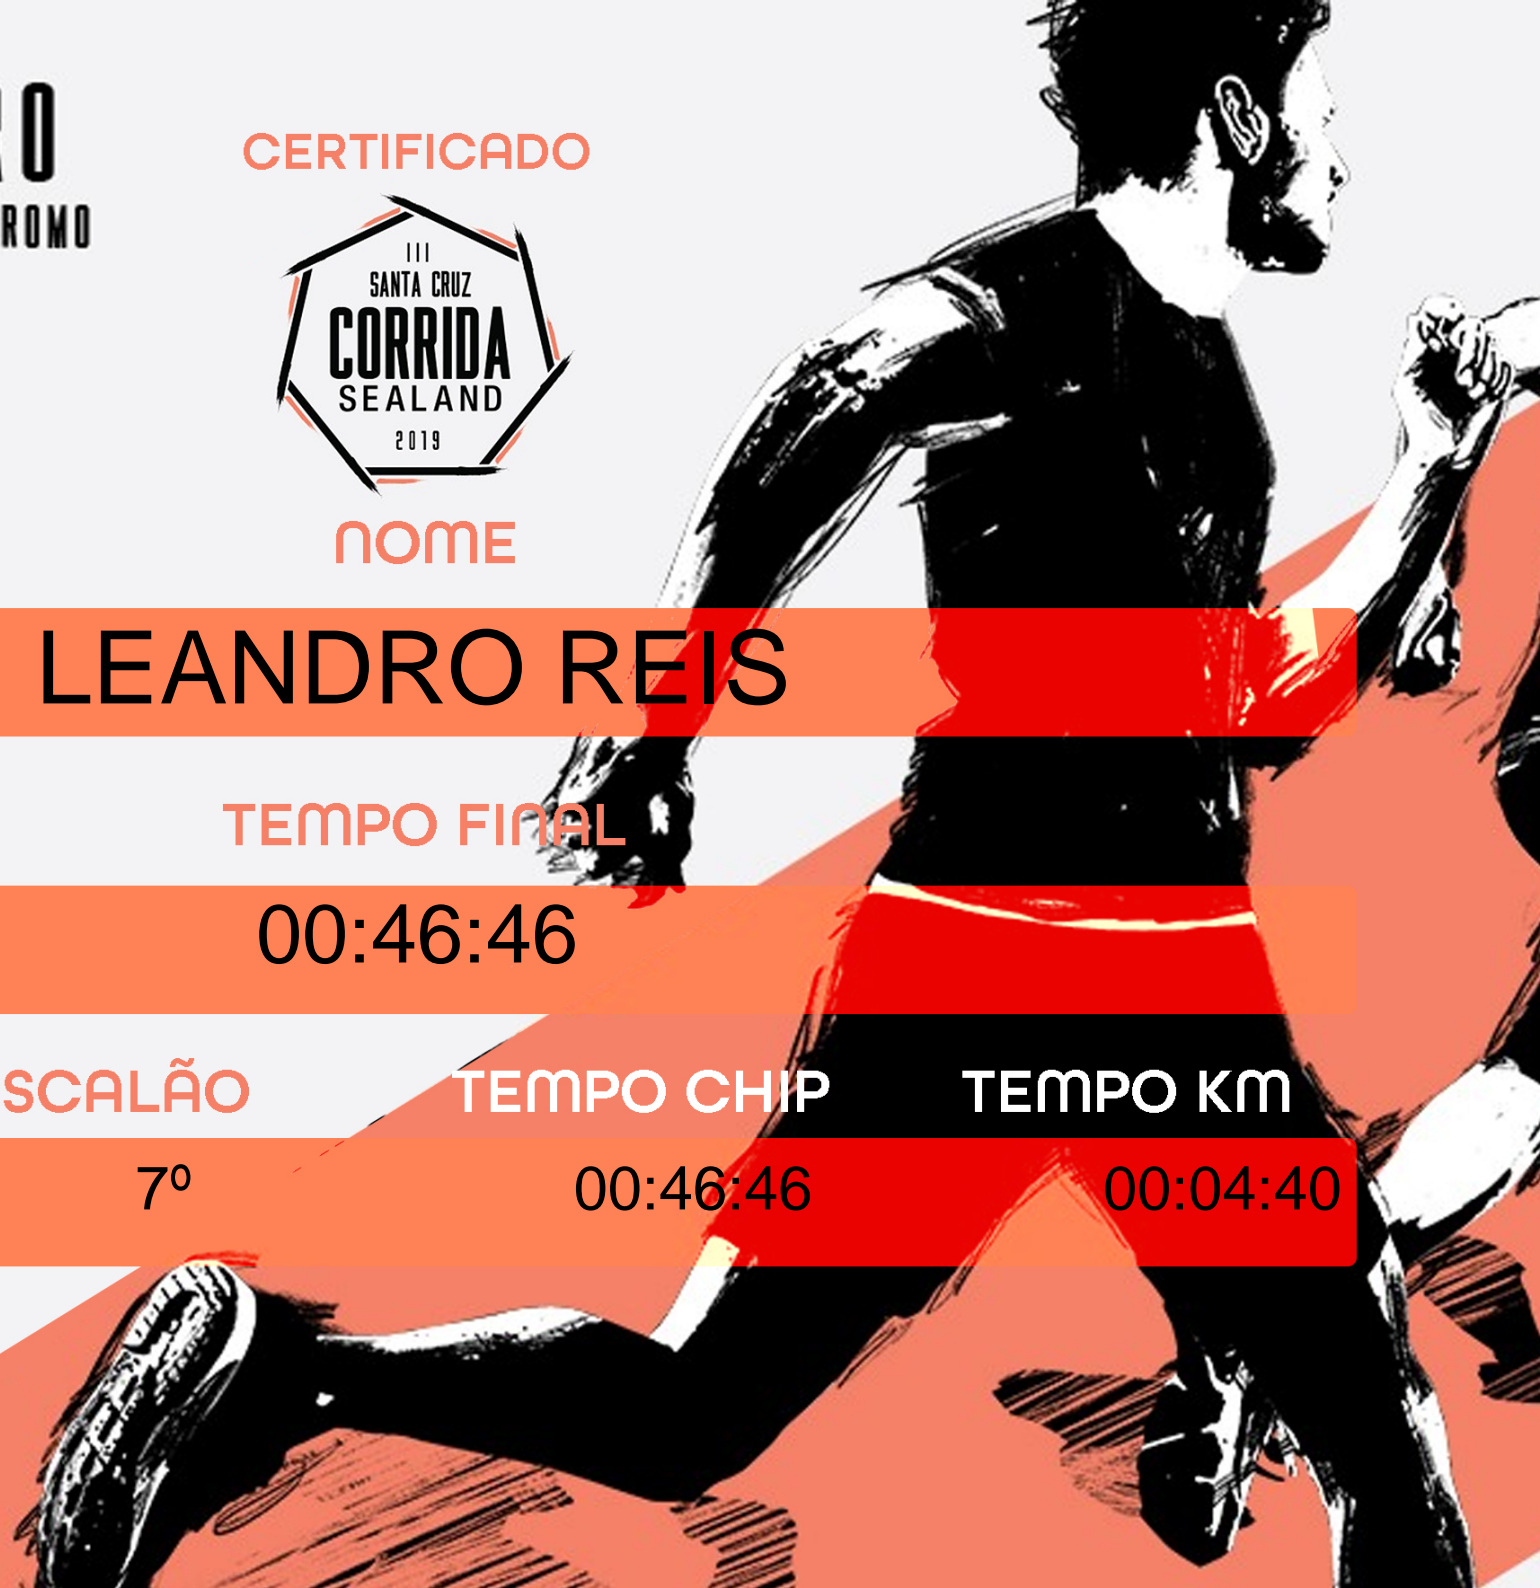 RO
ROMO
CERTIFICADO
III
SANTA CRUZ
CORRIDA
SEALAND
2019
NOME
LEANDRO REIS
TEMPO FINAL
00:46:46
SCALÃO TEMPO CHIP TEMPO KM
7º 00:46:46 00:04:40